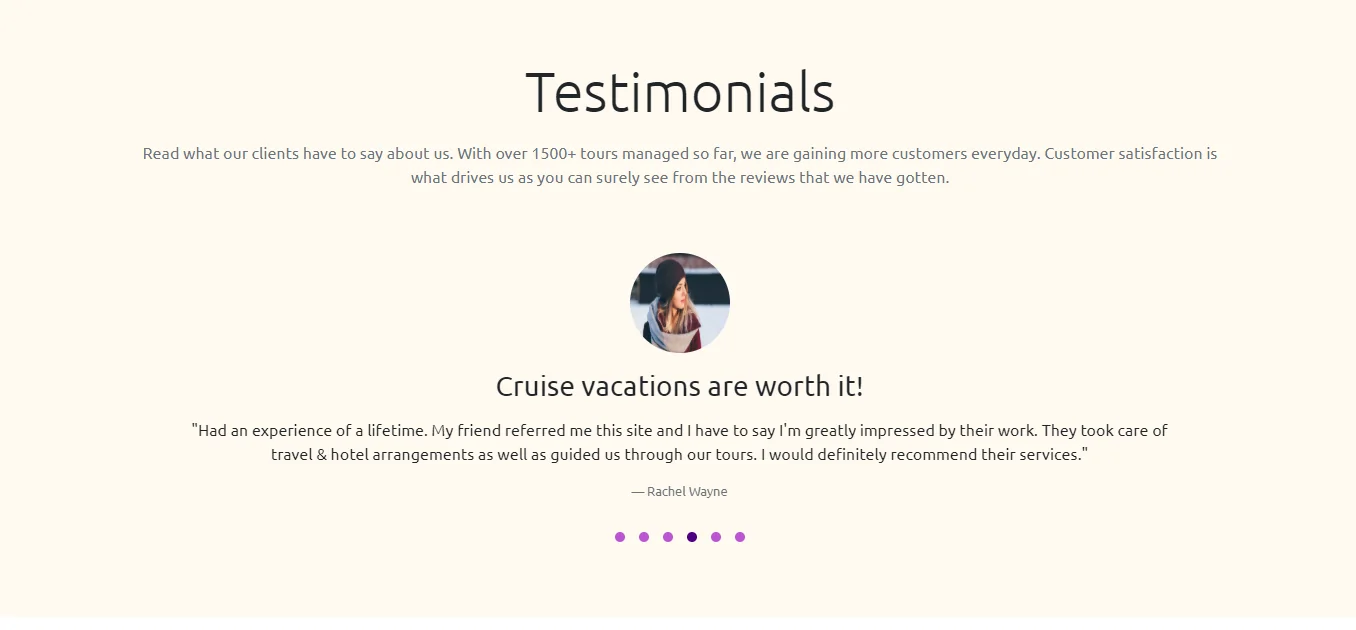 Testimonials
Read what our clients have to say about us. With over 1500+ tours managed so far, we are gaining more customers everyday. Customer satisfaction is
what drives us as you can surely see from the reviews that we have gotten.
Cruise vacations are worth it!
"Had an experience of a lifetime. My friend referred me this site and I have to say I'm greatly impressed by their work. They took care of
travel & hotel arrangements as well as guided us through our tours. I would definitely recommend their services."
— Rachel Wayne